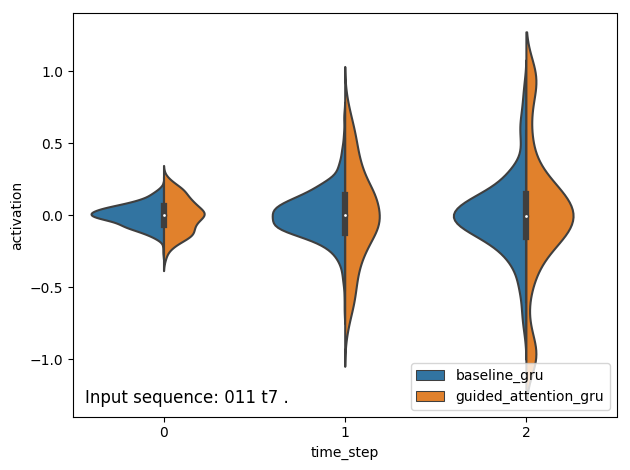 1.0
0.5
0.0
−0.5
−1.0
activation
Input sequence: 011 t7 .
baseline_gru
guided_attention_gru
0 1 2
time_step